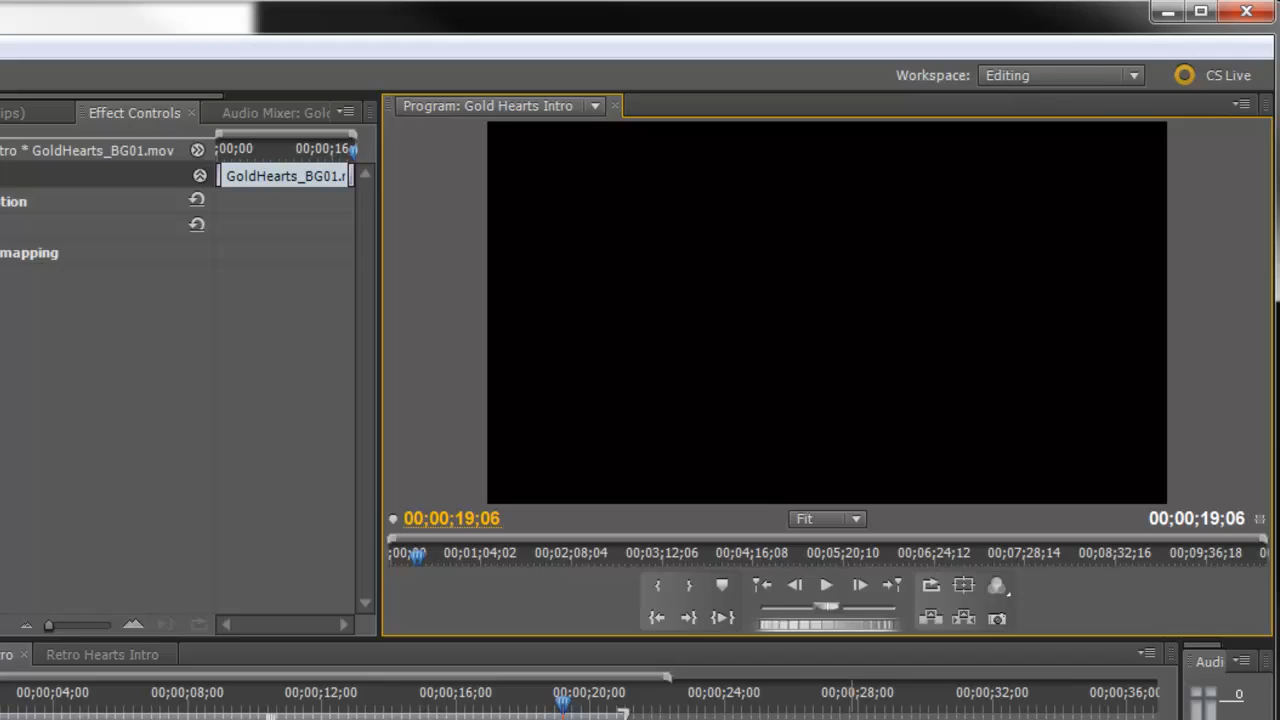 Workspace: Editing CS Live
ips) Effect Controls × Audio Mixer: Gol Program: Gold Hearts Intro
tro * GoldHearts_BG01.mov ;00;00 00;00;16
GoldHearts_BG01.r
tion
mapping
00;00;19;06 Fit 00;00;19;06
;00;00 00;01;04;02 00;02;08;04 00;03;12;06 00;04;16;08 00;05;20;10 00;06;24;12 00;07;28;14 00;08;32;16 00;09;36;18
ro × Retro Hearts Intro Audi
00;00;04;00 00;00;08;00 00;00;12;00 00;00;16;00 00;00;20;00 00;00;24;00 00;00;28;00 00;00;32;00 00;00;36;00 0